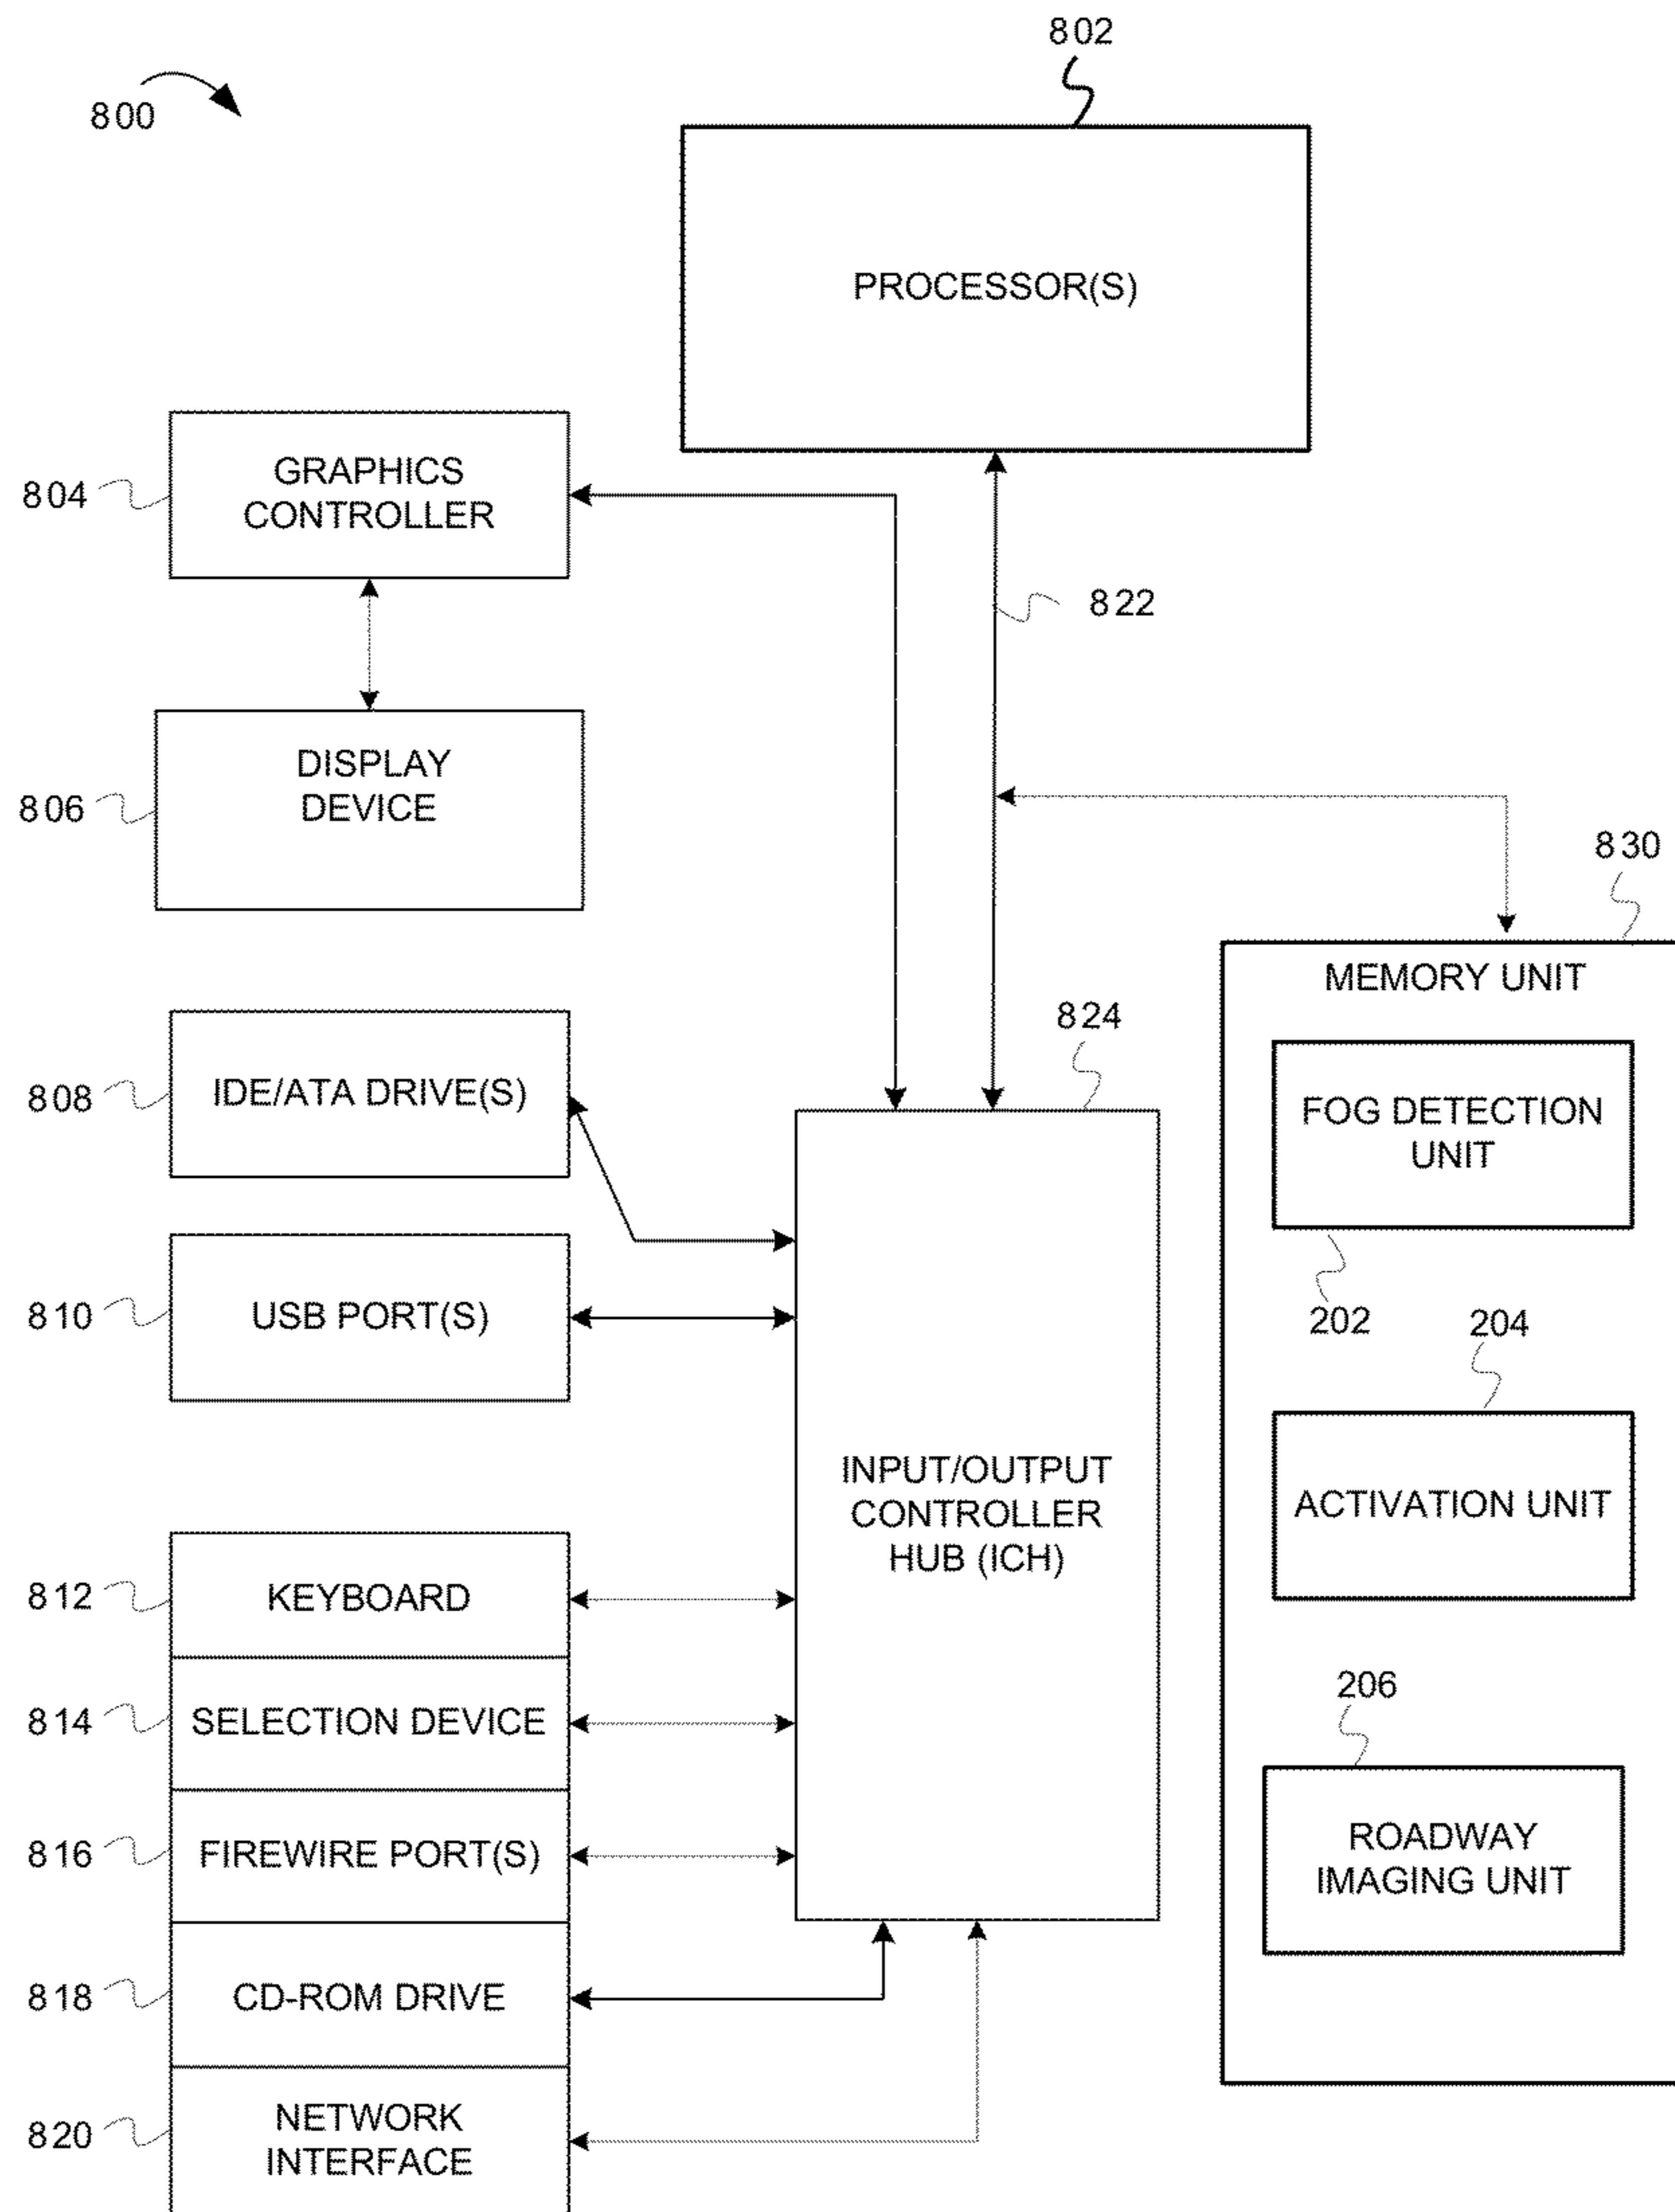 802
800
PROCESSOR(S)
GRAPHICS
CONTROLLER
804
822
DISPLAY
DEVICE
806
830
MEMORY UNIT
824
IDE/ATA DRIVE(S)
808
FOG DETECTION
UNIT
202
204
USB PORT(S)
810
INPUT/OUTPUT
CONTROLLER
HUB (ICH)
ACTIVATION UNIT
KEYBOARD
812
SELECTION DEVICE
814
206
FIREWIRE PORT(S)
816
ROADWAY
IMAGING UNIT
CD-ROM DRIVE
818
NETWORK
INTERFACE
820